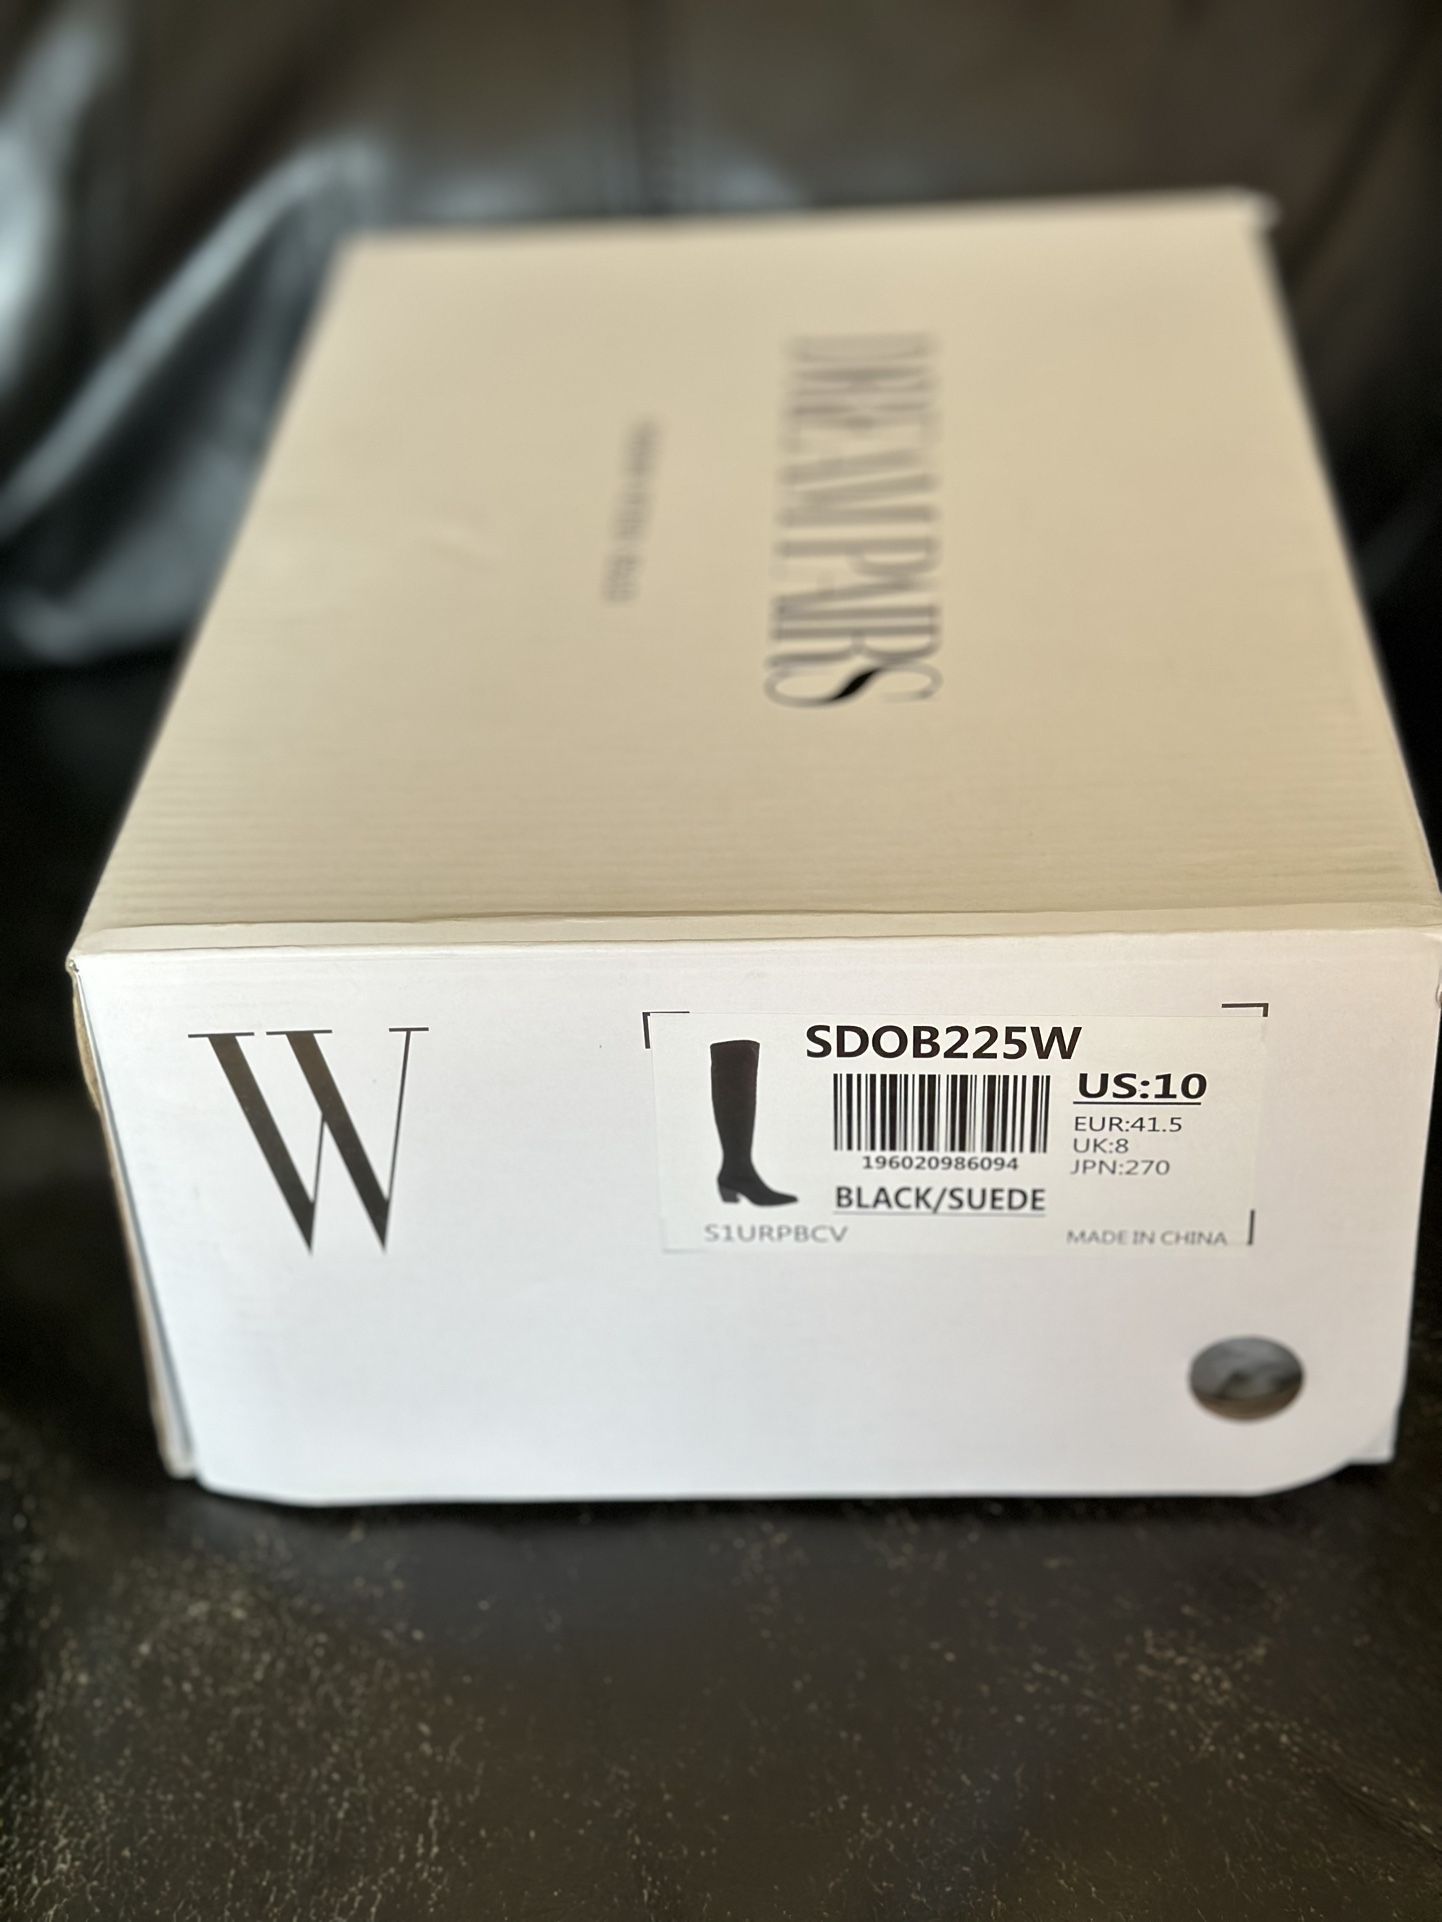 DREAM PAIRS
W
SDOB225W
US:10
EUR:41.5
UK:8
JPN:270
196020986094
BLACK/SUEDE
S1URPBCV
MADE IN CHINA